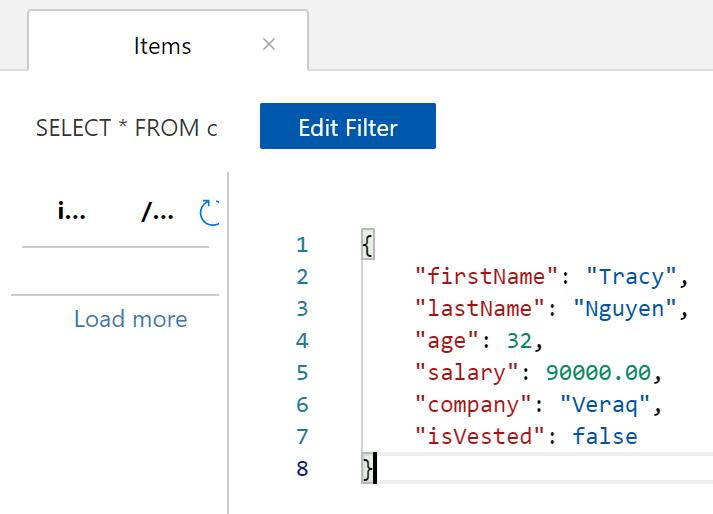 Items ×
SELECT * FROM c
Edit Filter
i...
/...
Load more
1 {
2 "firstName": "Tracy",
3 "lastName": "Nguyen",
4 "age": 32,
5 "salary": 90000.00,
6 "company": "Veraq",
7 "isVested": false
8 }